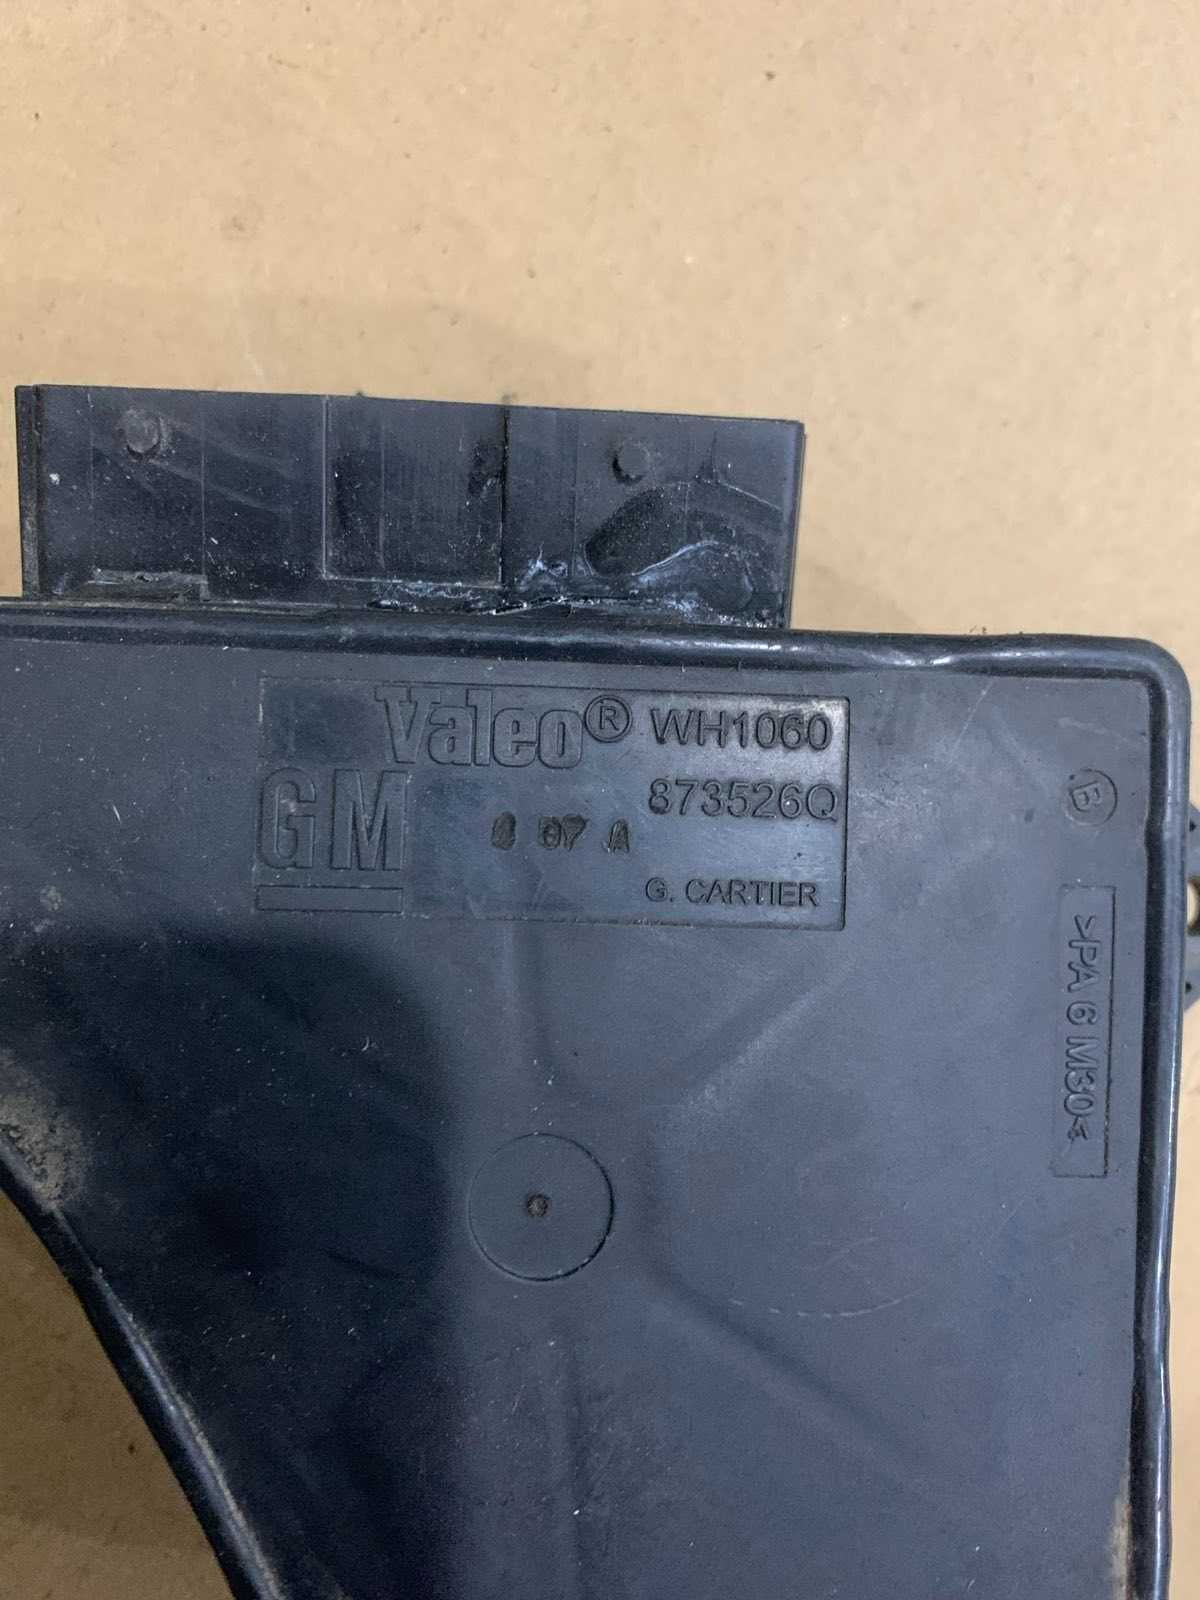 Valeo® WH1060
GM
873526Q
07 A
G. CARTIER
B
>PA 6 M30<